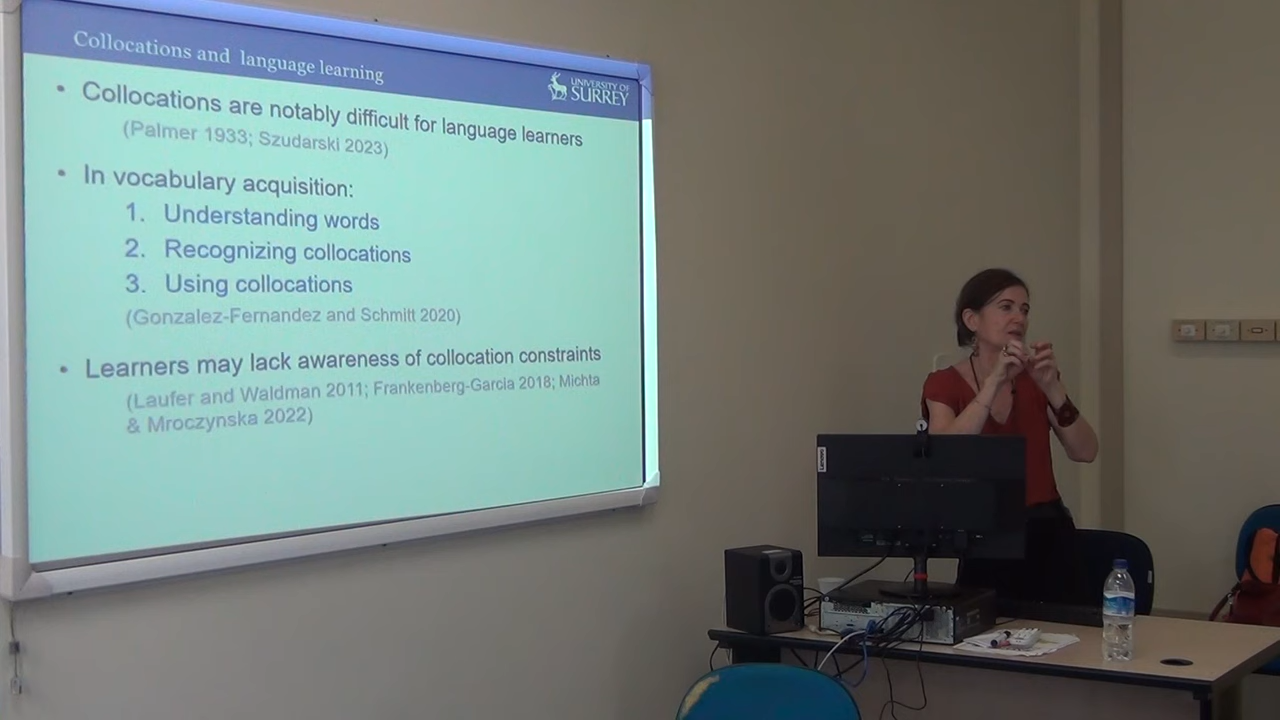 Collocations and language learning
UNIVERSITY OF
SURREY
• Collocations are notably difficult for language learners
(Palmer 1933; Szudarski 2023)
• In vocabulary acquisition:
1. Understanding words
2. Recognizing collocations
3. Using collocations
(Gonzalez-Fernandez and Schmitt 2020)
• Learners may lack awareness of collocation constraints
(Laufer and Waldman 2011; Frankenberg-Garcia 2018; Michta
& Mroczynska 2022)
Lenovo